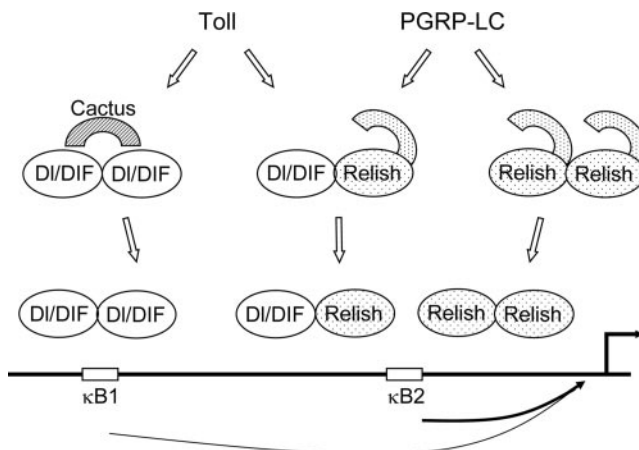 Toll PGRP-LC
Cactus
Dl/DIF Dl/DIF Dl/DIF Relish Relish Relish
Dl/DIF Dl/DIF Dl/DIF Relish Relish Relish
κB1 κB2